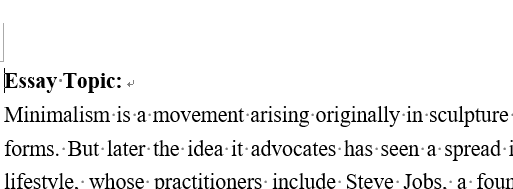 Essay Topic:
Minimalism is a movement arising originally in sculpture
forms. But later the idea it advocates has seen a spread
lifestyle, whose practitioners include Steve Jobs, a